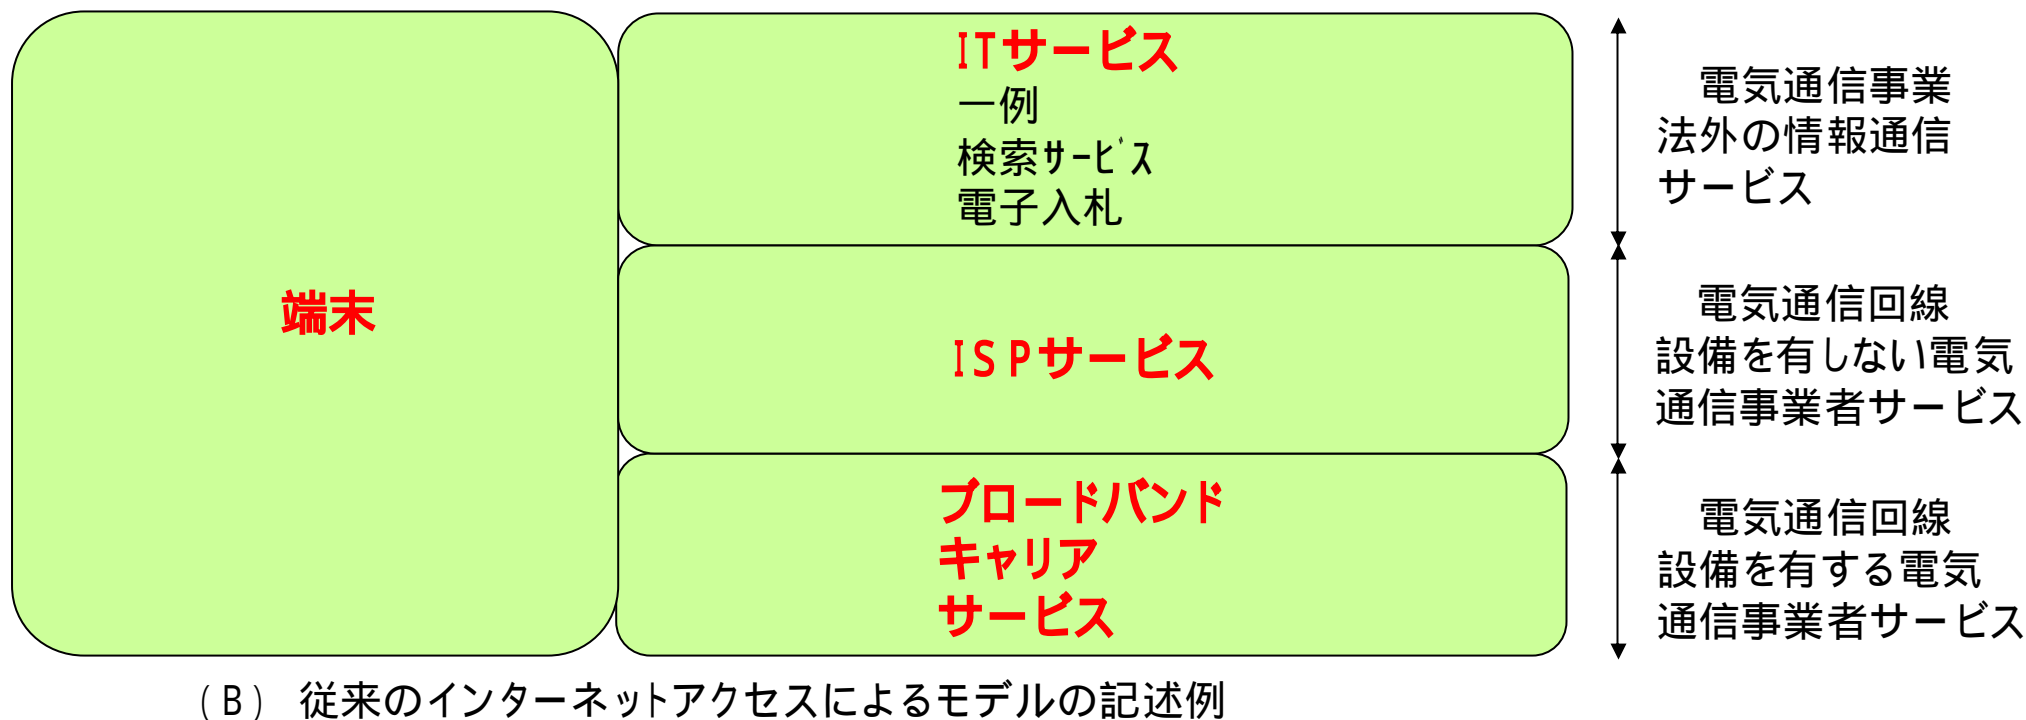 端末
ITサービス
一例
検索ｻｰﾋﾞｽ
電子入札
ISPサービス
ブロードバンド
キャリア
サービス
電気通信事業
法外の情報通信
サービス
電気通信回線
設備を有しない電気
通信事業者サービス
電気通信回線
設備を有する電気
通信事業者サービス
(B) 従来のインターネットアクセスによるモデルの記述例